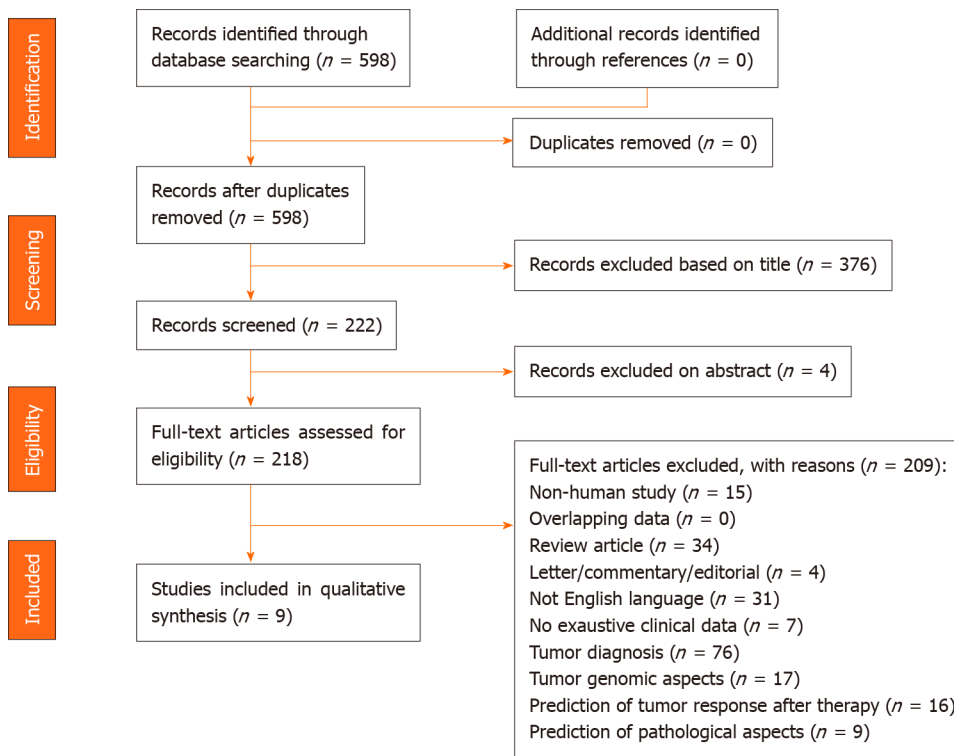 Identification
Records identified through
database searching (n = 598)
Additional records identified
through references (n = 0)
Duplicates removed (n = 0)
Records after duplicates
removed (n = 598)
Screening
Records excluded based on title (n = 376)
Records screened (n = 222)
Records excluded on abstract (n = 4)
Eligibility
Full-text articles assessed for
eligibility (n = 218)
Full-text articles excluded, with reasons (n = 209):
Non-human study (n = 15)
Overlapping data (n = 0)
Review article (n = 34)
Letter/commentary/editorial (n = 4)
Not English language (n = 31)
No exaustive clinical data (n = 7)
Tumor diagnosis (n = 76)
Tumor genomic aspects (n = 17)
Prediction of tumor response after therapy (n = 16)
Prediction of pathological aspects (n = 9)
Included
Studies included in qualitative
synthesis (n = 9)